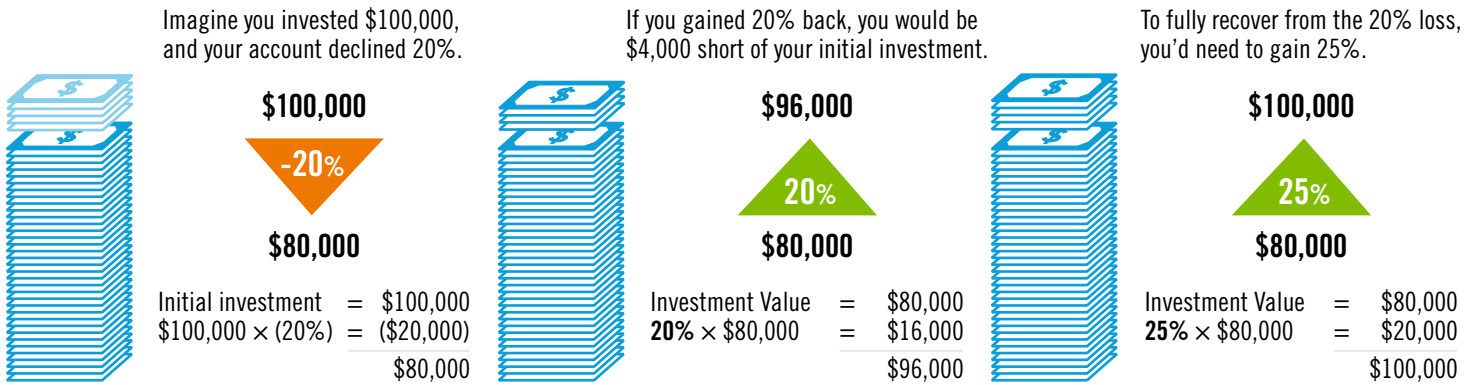 Imagine you invested $100,000,
and your account declined 20%.
$100,000
-20%
$80,000
Initial investment = $100,000
$100,000 × (20%) = ($20,000)
$80,000
If you gained 20% back, you would be
$4,000 short of your initial investment.
$96,000
20%
$80,000
Investment Value = $80,000
20% × $80,000 = $16,000
$96,000
To fully recover from the 20% loss,
you’d need to gain 25%.
$100,000
25%
$80,000
Investment Value = $80,000
25% × $80,000 = $20,000
$100,000
$
$
$
$
$
$